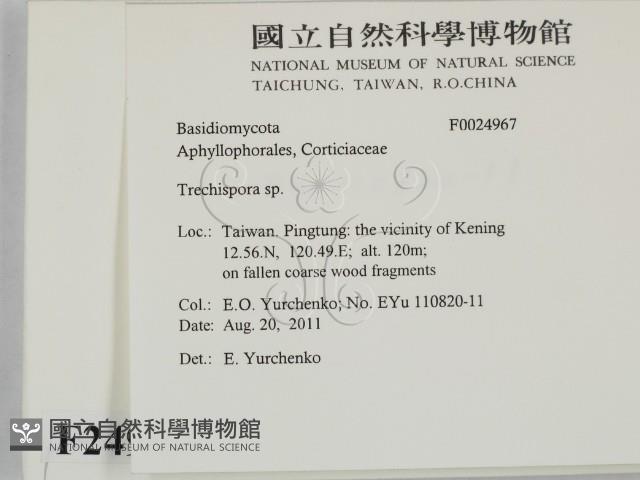 國立自然科學博物館
NATIONAL MUSEUM OF NATURAL SCIENCE
TAICHUNG, TAIWAN, R.O.CHINA
Basidiomycota F0024967
Aphyllophorales, Corticiaceae
Trechispora sp.
Loc.: Taiwan. Pingtung: the vicinity of Kening
12.56.N, 120.49.E; alt. 120m;
on fallen coarse wood fragments
Col.: E.O. Yurchenko; No. EYu 110820-11
Date: Aug. 20, 2011
Det.: E. Yurchenko
F249
國立自然科學博物館
NATIONAL MUSEUM OF NATURAL SCIENCE